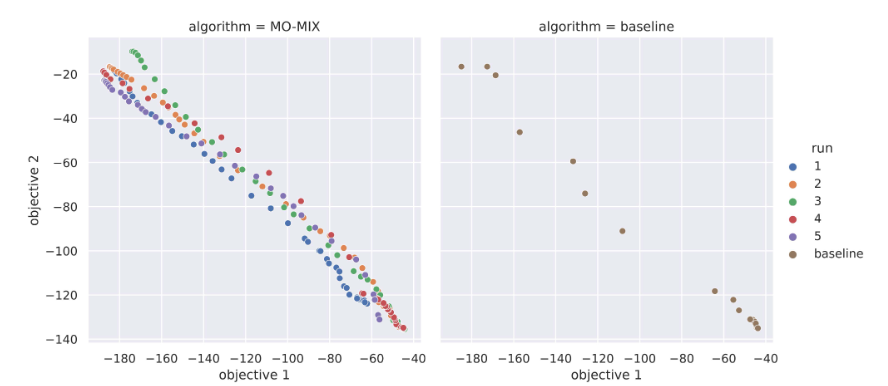 algorithm = MO-MIX
algorithm = baseline
objective 2
−20
−40
−60
−80
−100
−120
−140
−180 −160 −140 −120 −100 −80 −60 −40
objective 1
−180 −160 −140 −120 −100 −80 −60 −40
objective 1
run
1
2
3
4
5
baseline